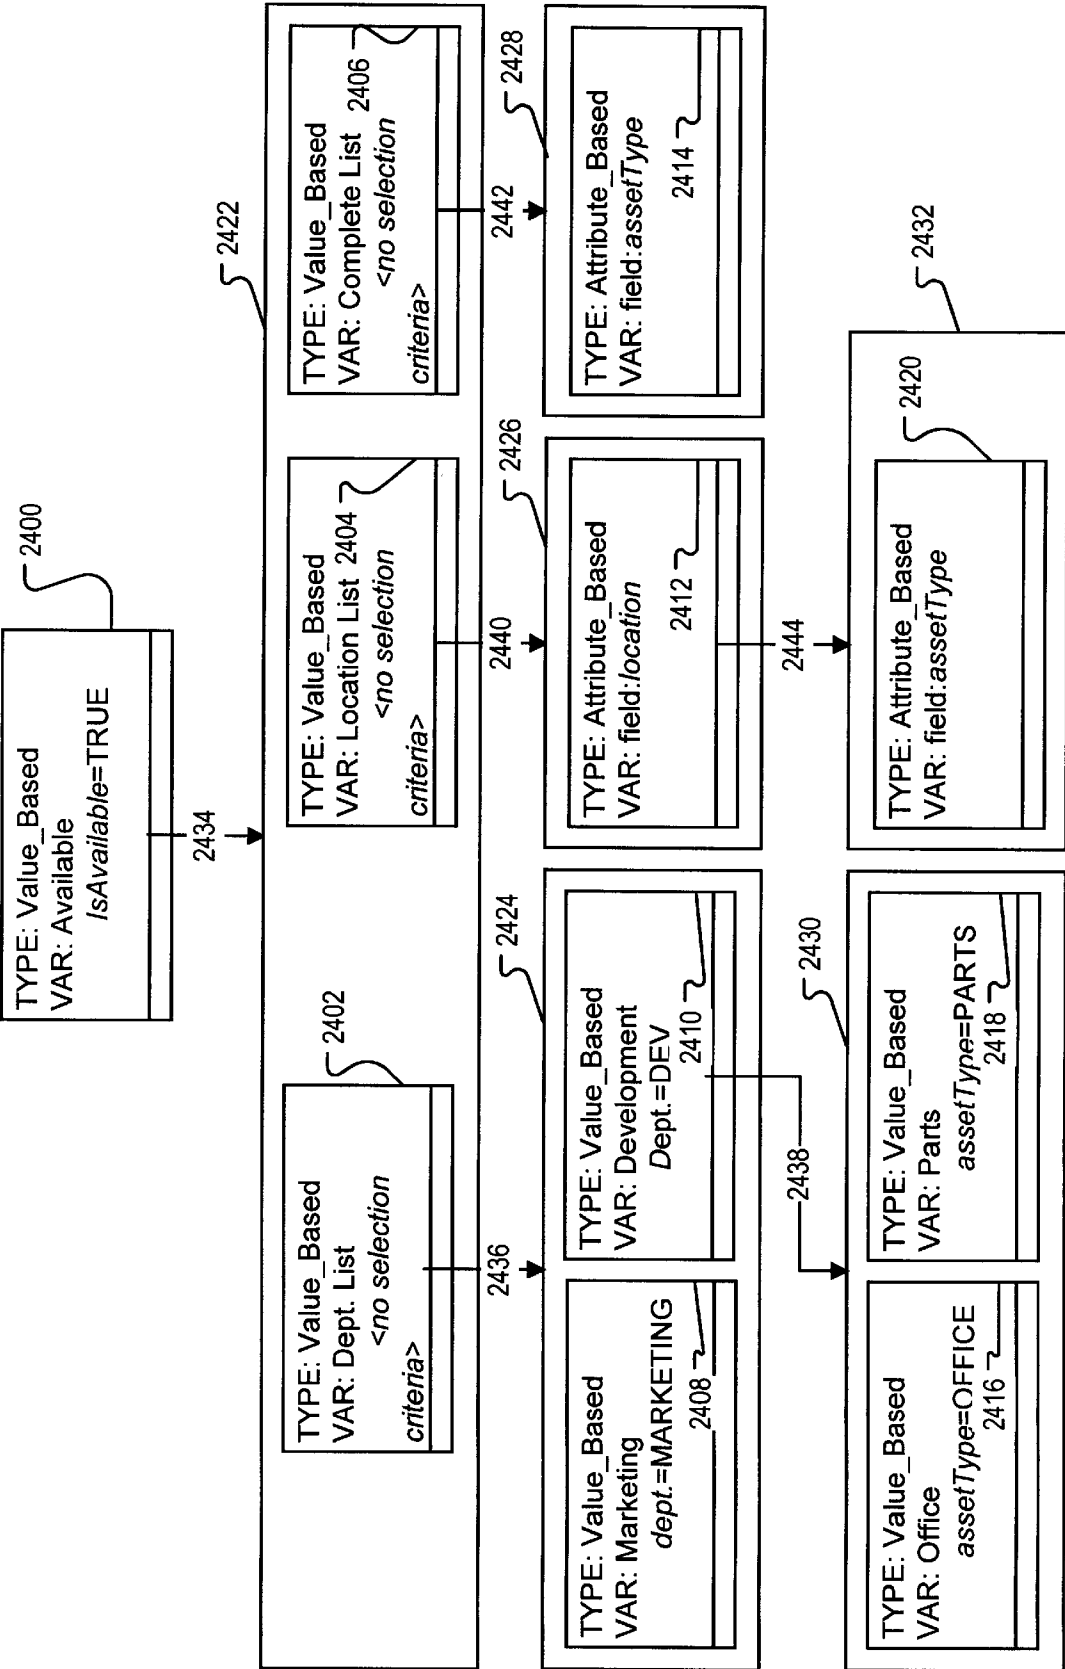 TYPE: Value_Based
VAR: Available
IsAvailable=TRUE
2400
2434
2422
TYPE: Value_Based
VAR: Dept. List
<no selection
criteria>
2402
TYPE: Value_Based
VAR: Location List 2404
<no selection
criteria>
TYPE: Value_Based
VAR: Complete List 2406
<no selection
criteria>
2436
2440
2442
2424
2426
2428
TYPE: Value_Based
VAR: Marketing
dept.=MARKETING
2408
TYPE: Value_Based
VAR: Development
Dept.=DEV
2410
TYPE: Attribute_Based
VAR: field:location
2412
TYPE: Attribute_Based
VAR: field:assetType
2414
2438
2444
2430
2432
TYPE: Value_Based
VAR: Office
assetType=OFFICE
2416
TYPE: Value_Based
VAR: Parts
assetType=PARTS
2418
TYPE: Attribute_Based
VAR: field:assetType
2420